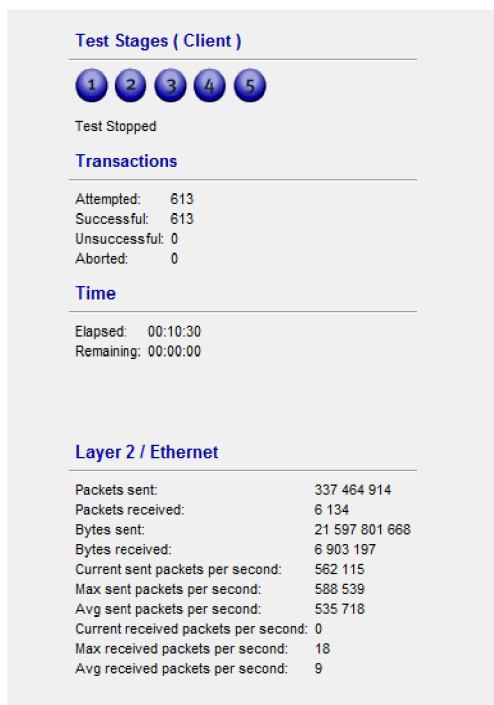 Test Stages ( Client )
1 2 3 4 5
Test Stopped
Transactions
Attempted: 613
Successful: 613
Unsuccessful: 0
Aborted: 0
Time
Elapsed: 00:10:30
Remaining: 00:00:00
Layer 2 / Ethernet
Packets sent: 337 464 914
Packets received: 6 134
Bytes sent: 21 597 801 668
Bytes received: 6 903 197
Current sent packets per second: 562 115
Max sent packets per second: 588 539
Avg sent packets per second: 535 718
Current received packets per second: 0
Max received packets per second: 18
Avg received packets per second: 9